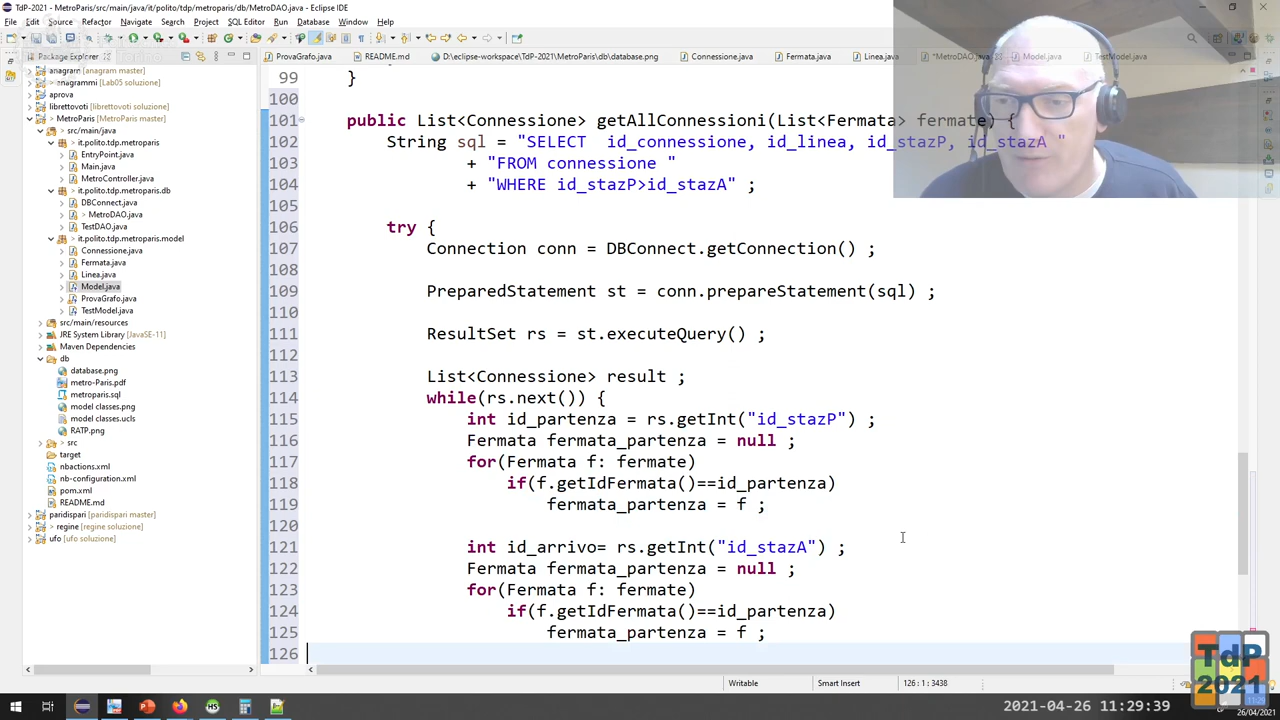 TdP-2021 - MetroParis/src/main/java/it/polito/tdp/metroparis/db/MetroDAO.java - Eclipse IDE
File Edit Source Refactor Navigate Search Project SQL Editor Run Database Window Help
Package Explorer
ProvaGrafo.java README.md D:\eclipse-workspace\TdP-2021\MetroParis\db\database.png Connessione.java Fermata.java Linea.java *MetroDAO.java Model.java TestModel.java
anagram (anagram master)
anagrammi (Lab05 soluzione)
aprova
librettovoti (librettovoti soluzione)
MetroParis (MetroParis master)
src/main/java
it.polito.tdp.metroparis
EntryPoint.java
Main.java
MetroController.java
it.polito.tdp.metroparis.db
DBConnect.java
> MetroDAO.java
TestDAO.java
it.polito.tdp.metroparis.model
Connessione.java
Fermata.java
Linea.java
Model.java
ProvaGrafo.java
TestModel.java
src/main/resources
JRE System Library [JavaSE-11]
Maven Dependencies
db
database.png
metro-Paris.pdf
metroparis.sql
model classes.png
model classes.ucls
RATP.png
src
target
nbactions.xml
nb-configuration.xml
pom.xml
README.md
paridispari (paridispari master)
> regine (regine soluzione)
ufo (ufo soluzione)
99 }
100
101 public List<Connessione> getAllConnessioni(List<Fermata> fermate) {
102 String sql = "SELECT  id_connessione, id_linea, id_stazP, id_stazA "
103 + "FROM connessione "
104 + "WHERE id_stazP>id_stazA" ;
105
106 try {
107 Connection conn = DBConnect.getConnection() ;
108
109 PreparedStatement st = conn.prepareStatement(sql) ;
110
111 ResultSet rs = st.executeQuery() ;
112
113 List<Connessione> result ;
114 while(rs.next()) {
115 int id_partenza = rs.getInt("id_stazP") ;
116 Fermata fermata_partenza = null ;
117 for(Fermata f: fermate)
118 if(f.getIdFermata()==id_partenza)
119 fermata_partenza = f ;
120
121 int id_arrivo= rs.getInt("id_stazA") ;
122 Fermata fermata_partenza = null ;
123 for(Fermata f: fermate)
124 if(f.getIdFermata()==id_partenza)
125 fermata_partenza = f ;
126
Writable Smart Insert 126 : 1 : 3438
TdP
2021
2021-04-26 11:29:39
11:29
26/04/2021